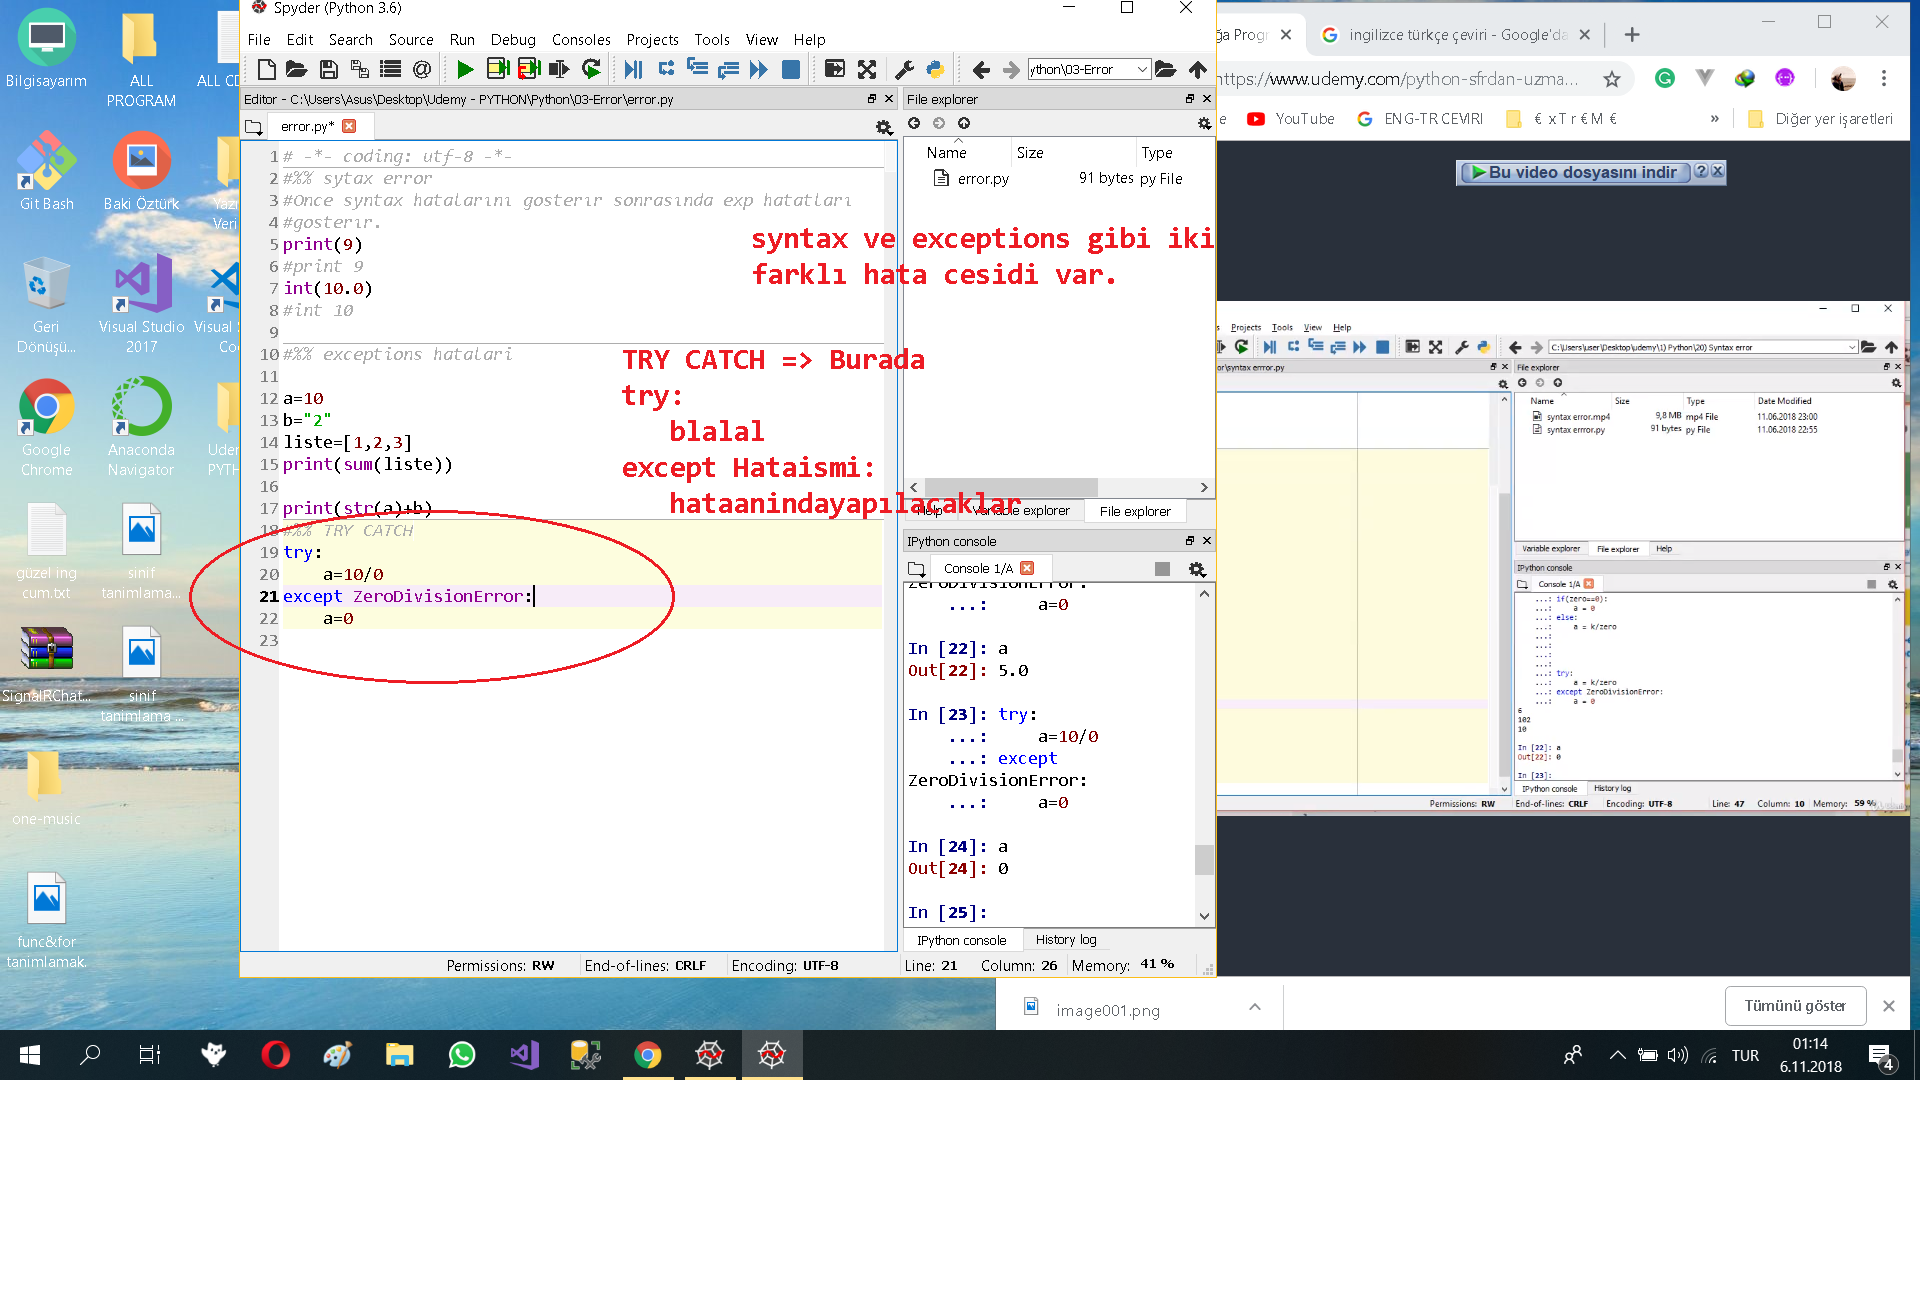 Spyder (Python 3.6)
File Edit Search Source Run Debug Consoles Projects Tools View Help
ython\03-Error
Editor - C:\Users\Asus\Desktop\Udemy - PYTHON\Python\03-Error\error.py
error.py*
1 # -*- coding: utf-8 -*-
2 #%% sytax error
3 #Once syntax hatalarını gosterır sonrasında exp hatatları
4 #gosterır.
5 print(9)
6 #print 9
7 int(10.0)
8 #int 10
9
10 #%% exceptions hatalari
11
12 a=10
13 b="2"
14 liste=[1,2,3]
15 print(sum(liste))
16
17 print(str(a)+b)
18 #%% TRY CATCH
19 try:
20 a=10/0
21 except ZeroDivisionError:
22 a=0
23
syntax ve exceptions gibi iki
farklı hata cesidi var.
TRY CATCH => Burada
try:
blalal
except Hataismi:
hataanindayapılacaklar
File explorer
Name Size Type
error.py 91 bytes py File
Help Variable explorer File explorer
IPython console
Console 1/A
ZeroDivisionError:
...: a=0
In [22]: a
Out[22]: 5.0
In [23]: try:
...: a=10/0
...: except
ZeroDivisionError:
...: a=0
In [24]: a
Out[24]: 0
In [25]:
IPython console History log
Permissions: RW End-of-lines: CRLF Encoding: UTF-8 Line: 21 Column: 26 Memory: 41 %
Bilgisayarım
ALL
PROGRAM
ALL CD
Git Bash
Baki Öztürk
Yazı
Veri
Geri
Dönüşü...
Visual Studio
2017
Visual S
Co
Google
Chrome
Anaconda
Navigator
Uder
PYTH
güzel ing
cum.txt
sinif
tanimlama...
SignalRChat...
sinif
tanimlama ...
one-music
func&for
tanimlamak.
ğa Progr
ingilizce türkçe çeviri - Google'da
https://www.udemy.com/python-sfrdan-uzma...
e YouTube ENG-TR CEVIRI € x T r € M € » Diğer yer işaretleri
Bu video dosyasını indir
s Projects Tools View Help
C:\Users\user\Desktop\udemy\1) Python\20) Syntax error
or\syntax errror.py
File explorer
Name Size Type Date Modified
syntax error.mp4 9,8 MB mp4 File 11.06.2018 23:00
syntax errror.py 91 bytes py File 11.06.2018 22:55
Variable explorer File explorer Help
IPython console
Console 1/A
...: if(zero==0):
...: a = 0
...: else:
...: a = k/zero
...:
...:
...:
...: try:
...: a = k/zero
...: except ZeroDivisionError:
...: a = 0
6
102
10
In [22]: a
Out[22]: 0
In [23]:
IPython console History log
Permissions: RW End-of-lines: CRLF Encoding: UTF-8 Line: 47 Column: 10 Memory: 59 %
image001.png
Tümünü göster
TUR
01:14
6.11.2018
4